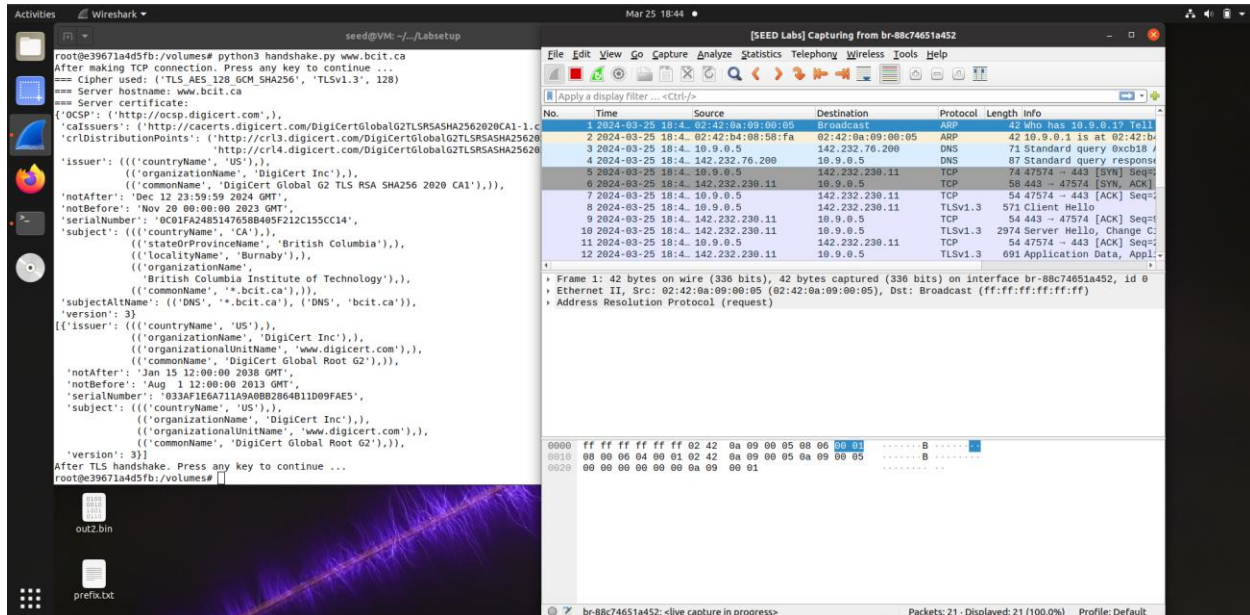 Activities
Wireshark
Mar 25 18:44
seed@VM: ~/.../Labsetup
root@e39671a4d5fb:/volumes# python3 handshake.py www.bcit.ca
After making TCP connection. Press any key to continue ...
=== Cipher used: ('TLS_AES_128_GCM_SHA256', 'TLSv1.3', 128)
=== Server hostname: www.bcit.ca
=== Server certificate:
{'OCSP': ('http://ocsp.digicert.com',),
'caIssuers': ('http://cacerts.digicert.com/DigiCertGlobalG2TLSRSASHA2562020CA1-1.c
'crlDistributionPoints': ('http://crl3.digicert.com/DigiCertGlobalG2TLSRSASHA25620
'http://crl4.digicert.com/DigiCertGlobalG2TLSRSASHA25620
'issuer': ((('countryName', 'US'),),
(('organizationName', 'DigiCert Inc'),),
(('commonName', 'DigiCert Global G2 TLS RSA SHA256 2020 CA1'),)),
'notAfter': 'Dec 12 23:59:59 2024 GMT',
'notBefore': 'Nov 20 00:00:00 2023 GMT',
'serialNumber': '0C01FA2485147658B405F212C155CC14',
'subject': ((('countryName', 'CA'),),
(('stateOrProvinceName', 'British Columbia'),),
(('localityName', 'Burnaby'),),
(('organizationName',
'British Columbia Institute of Technology'),),
(('commonName', '*.bcit.ca'),)),
'subjectAltName': (('DNS', '*.bcit.ca'), ('DNS', 'bcit.ca')),
'version': 3}
[{'issuer': ((('countryName', 'US'),),
(('organizationName', 'DigiCert Inc'),),
(('organizationalUnitName', 'www.digicert.com'),),
(('commonName', 'DigiCert Global Root G2'),)),
'notAfter': 'Jan 15 12:00:00 2038 GMT',
'notBefore': 'Aug  1 12:00:00 2013 GMT',
'serialNumber': '033AF1E6A711A9A0BB2864B11D09FAE5',
'subject': ((('countryName', 'US'),),
(('organizationName', 'DigiCert Inc'),),
(('organizationalUnitName', 'www.digicert.com'),),
(('commonName', 'DigiCert Global Root G2'),)),
'version': 3}]
After TLS handshake. Press any key to continue ...
root@e39671a4d5fb:/volumes#
out2.bin
prefix.txt
[SEED Labs] Capturing from br-88c74651a452
File Edit View Go Capture Analyze Statistics Telephony Wireless Tools Help
Apply a display filter ... <Ctrl-/>
No. Time Source Destination Protocol Length Info
1 2024-03-25 18:4… 02:42:0a:09:00:05 Broadcast ARP 42 Who has 10.9.0.1? Tell
2 2024-03-25 18:4… 02:42:b4:08:58:fa 02:42:0a:09:00:05 ARP 42 10.9.0.1 is at 02:42:b4
3 2024-03-25 18:4… 10.9.0.5 142.232.76.200 DNS 71 Standard query 0xcb18 A
4 2024-03-25 18:4… 142.232.76.200 10.9.0.5 DNS 87 Standard query response
5 2024-03-25 18:4… 10.9.0.5 142.232.230.11 TCP 74 47574 → 443 [SYN] Seq=2
6 2024-03-25 18:4… 142.232.230.11 10.9.0.5 TCP 58 443 → 47574 [SYN, ACK]
7 2024-03-25 18:4… 10.9.0.5 142.232.230.11 TCP 54 47574 → 443 [ACK] Seq=2
8 2024-03-25 18:4… 10.9.0.5 142.232.230.11 TLSv1.3 571 Client Hello
9 2024-03-25 18:4… 142.232.230.11 10.9.0.5 TCP 54 443 → 47574 [ACK] Seq=9
10 2024-03-25 18:4… 142.232.230.11 10.9.0.5 TLSv1.3 2974 Server Hello, Change Ci
11 2024-03-25 18:4… 10.9.0.5 142.232.230.11 TCP 54 47574 → 443 [ACK] Seq=2
12 2024-03-25 18:4… 142.232.230.11 10.9.0.5 TLSv1.3 691 Application Data, Appli
Frame 1: 42 bytes on wire (336 bits), 42 bytes captured (336 bits) on interface br-88c74651a452, id 0
Ethernet II, Src: 02:42:0a:09:00:05 (02:42:0a:09:00:05), Dst: Broadcast (ff:ff:ff:ff:ff:ff)
Address Resolution Protocol (request)
0000 ff ff ff ff ff ff 02 42 0a 09 00 05 08 06 00 01 ·······B ········
0010 08 00 06 04 00 01 02 42 0a 09 00 05 0a 09 00 05 ·······B ········
0020 00 00 00 00 00 00 0a 09 00 01 ········ ··
br-88c74651a452: <live capture in progress>
Packets: 21 · Displayed: 21 (100.0%)
Profile: Default